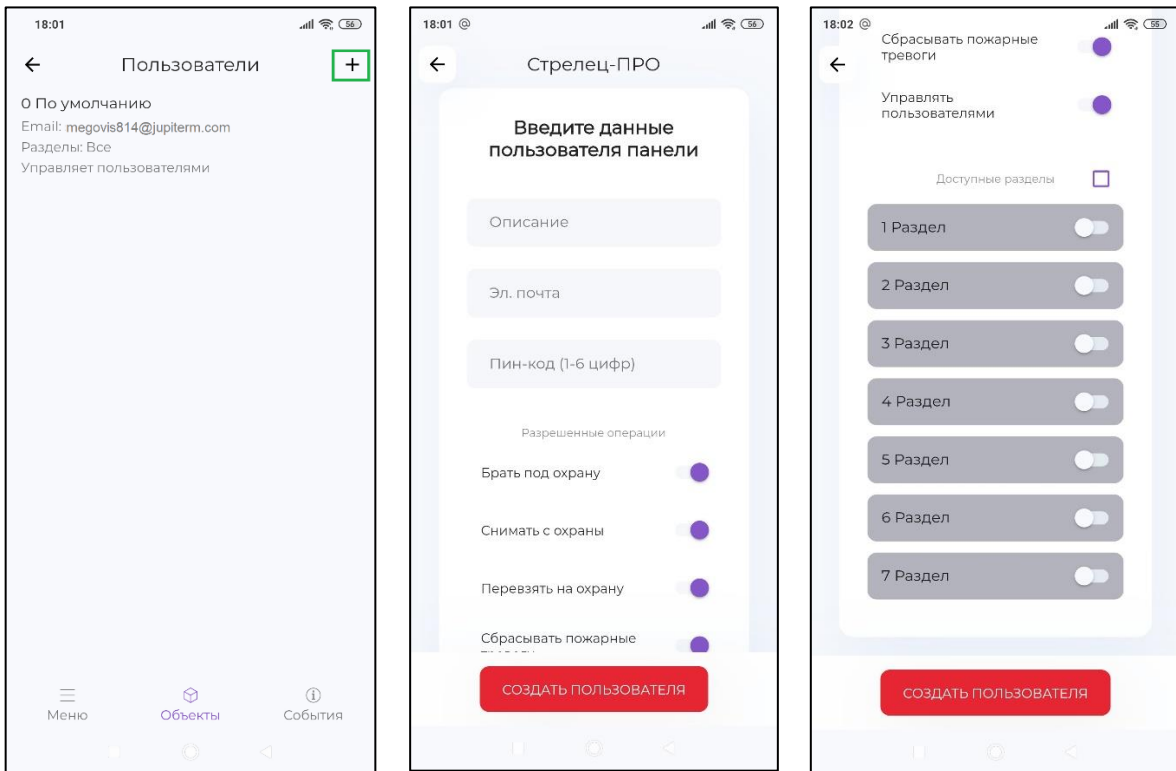 18:01
56
Пользователи
+
0 По умолчанию
Email: megovis814@jupiterm.com
Разделы: Все
Управляет пользователями
Меню
Объекты
События
18:01 @
56
Стрелец-ПРО
Введите данные
пользователя панели
Описание
Эл. почта
Пин-код (1-6 цифр)
Разрешенные операции
Брать под охрану
Снимать с охраны
Перевзять на охрану
Сбрасывать пожарные
СОЗДАТЬ ПОЛЬЗОВАТЕЛЯ
18:02 @
55
Сбрасывать пожарные
тревоги
Управлять
пользователями
Доступные разделы
1 Раздел
2 Раздел
3 Раздел
4 Раздел
5 Раздел
6 Раздел
7 Раздел
СОЗДАТЬ ПОЛЬЗОВАТЕЛЯ